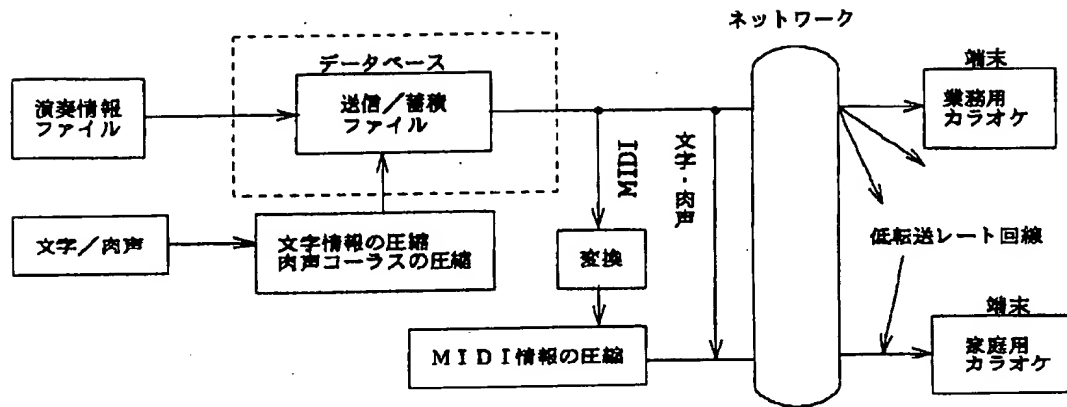 ネットワーク
データベース
演奏情報
ファイル
送信／蓄積
ファイル
端末
業務用
カラオケ
MIDI
文字・肉声
文字／肉声
文字情報の圧縮
肉声コーラスの圧縮
変換
低転送レート回線
ＭＩＤＩ情報の圧縮
端末
家庭用
カラオケ